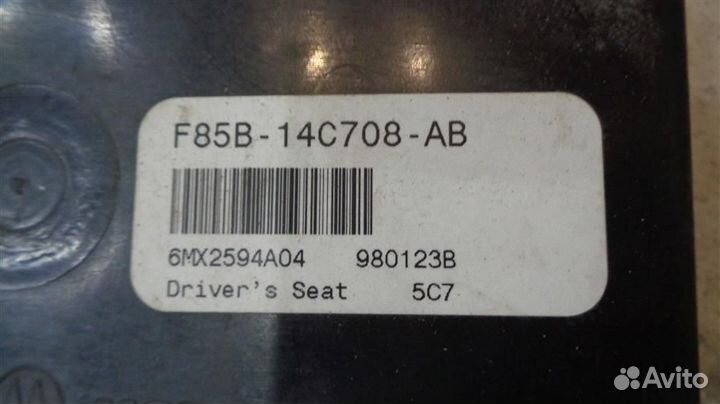 F85B-14C708-AB
6MX2594A04 980123B
Driver's Seat 5C7
Avito